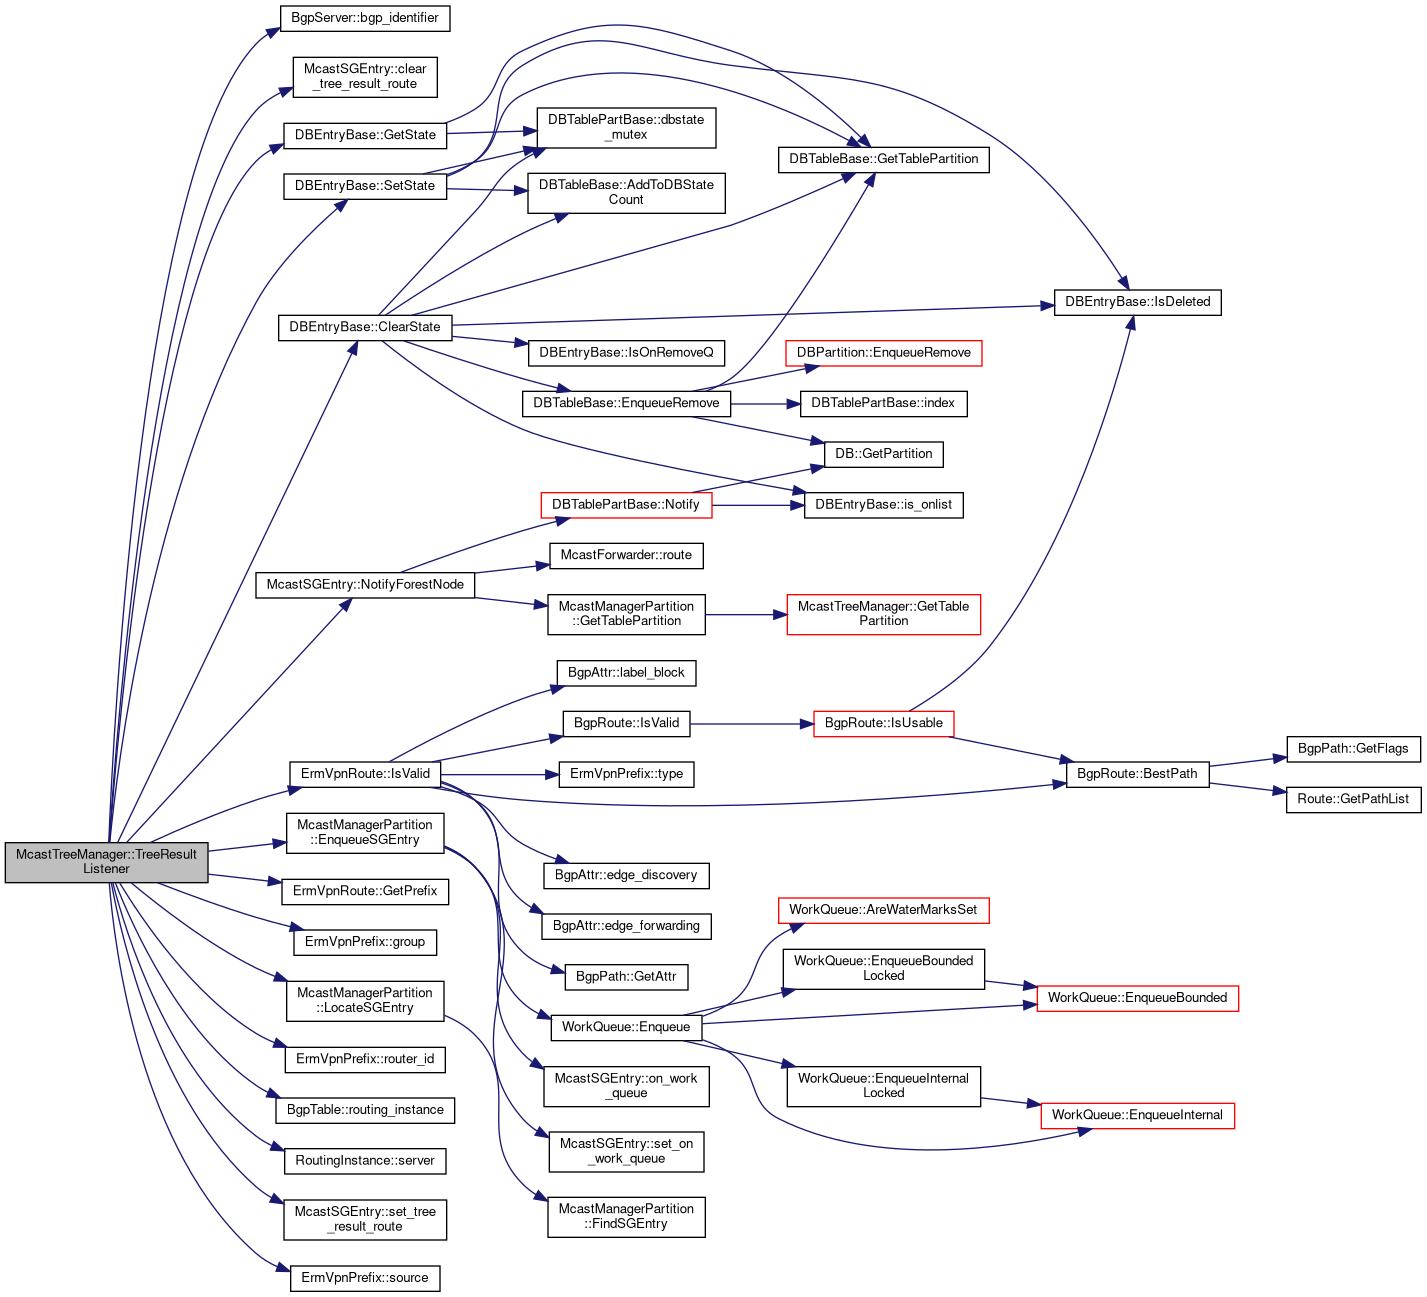 BgpServer::bgp_identifier
McastSGEntry::clear
_tree_result_route
DBEntryBase::GetState
DBEntryBase::SetState
DBEntryBase::ClearState
McastSGEntry::NotifyForestNode
ErmVpnRoute::IsValid
McastManagerPartition
::EnqueueSGEntry
McastTreeManager::TreeResult
Listener
ErmVpnRoute::GetPrefix
ErmVpnPrefix::group
McastManagerPartition
::LocateSGEntry
ErmVpnPrefix::router_id
BgpTable::routing_instance
RoutingInstance::server
McastSGEntry::set_tree
_result_route
ErmVpnPrefix::source
DBTablePartBase::dbstate
_mutex
DBTableBase::AddToDBState
Count
DBEntryBase::IsOnRemoveQ
DBTableBase::EnqueueRemove
DBTablePartBase::Notify
McastForwarder::route
McastManagerPartition
::GetTablePartition
BgpAttr::label_block
BgpRoute::IsValid
ErmVpnPrefix::type
BgpAttr::edge_discovery
BgpAttr::edge_forwarding
BgpPath::GetAttr
WorkQueue::Enqueue
McastSGEntry::on_work
_queue
McastSGEntry::set_on
_work_queue
McastManagerPartition
::FindSGEntry
DBTableBase::GetTablePartition
DBPartition::EnqueueRemove
DBTablePartBase::index
DB::GetPartition
DBEntryBase::is_onlist
McastTreeManager::GetTable
Partition
BgpRoute::IsUsable
WorkQueue::AreWaterMarksSet
WorkQueue::EnqueueBounded
Locked
WorkQueue::EnqueueInternal
Locked
DBEntryBase::IsDeleted
BgpRoute::BestPath
WorkQueue::EnqueueBounded
WorkQueue::EnqueueInternal
BgpPath::GetFlags
Route::GetPathList